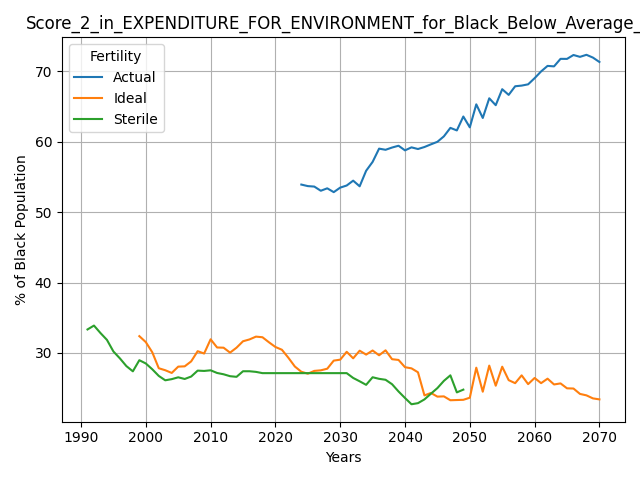 Score_2_in_EXPENDITURE_FOR_ENVIRONMENT_for_Black_Below_Average_
Fertility
Actual
Ideal
Sterile
% of Black Population
70
60
50
40
30
1990 2000 2010 2020 2030 2040 2050 2060 2070
Years